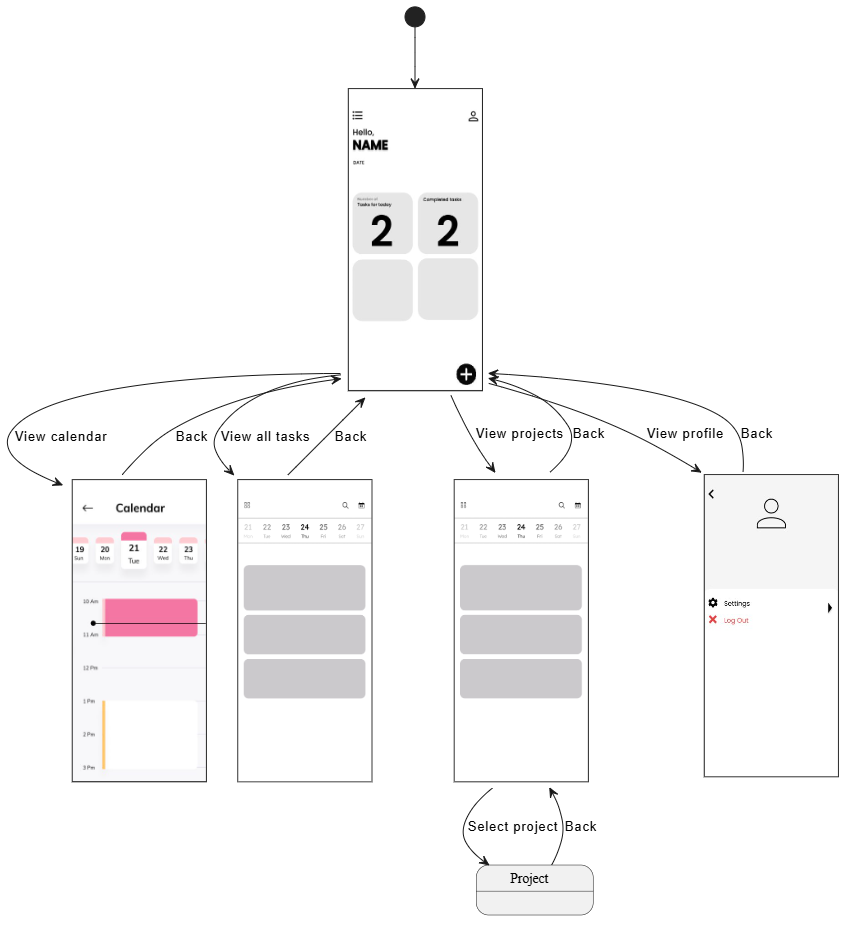 Hello,
NAME
DATE
Number of
Tasks for today
2
Completed tasks
2
View calendar
Back
View all tasks
Back
View projects
Back
View profile
Back
Calendar
19 20 21 22 23
Sun Mon Tue Wed Thu
10 Am
11 Am
12 Pm
1 Pm
2 Pm
3 Pm
21 22 23 24 25 26 27
Tue Wed Thu Fri Sat
21 22 23 24 25 26 27
Tue Wed Thu Fri Sat
Settings
Log Out
Select project
Back
Project